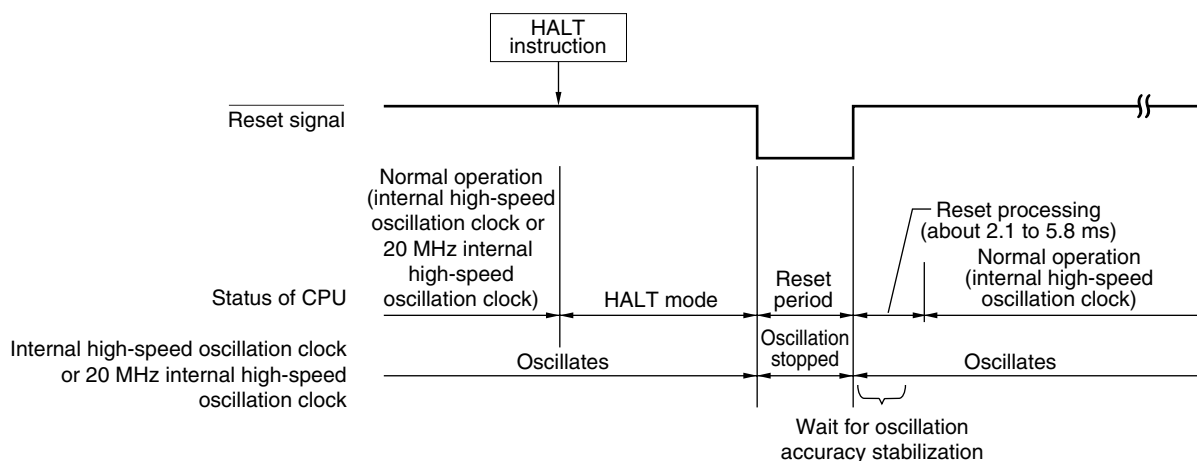 HALT
instruction
Reset signal
Normal operation
(internal high-speed
oscillation clock or
20 MHz internal
high-speed
oscillation clock)
Reset processing
(about 2.1 to 5.8 ms)
Normal operation
(internal high-speed
oscillation clock)
Status of CPU
HALT mode
Reset
period
Internal high-speed oscillation clock
or 20 MHz internal high-speed
oscillation clock
Oscillates
Oscillation
stopped
Oscillates
Wait for oscillation
accuracy stabilization